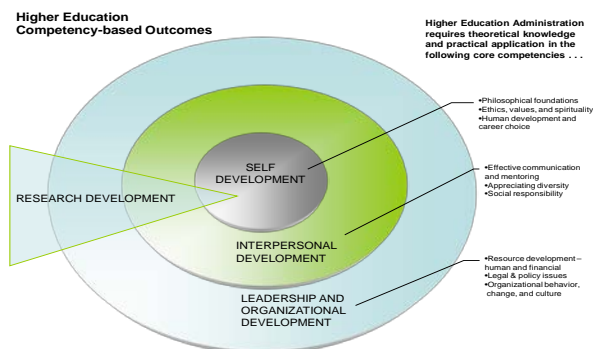 Higher Education
Competency-based Outcomes
Higher Education Administration
requires theoretical knowledge
and practical application in the
following core competencies . . .
•Philosophical foundations
•Ethics, values, and spirituality
•Human development and
career choice
SELF
DEVELOPMENT
•Effective communication
and mentoring
•Appreciating diversity
•Social responsibility
RESEARCH DEVELOPMENT
INTERPERSONAL
DEVELOPMENT
•Resource development–
human and financial
•Legal & policy issues
•Organizational behavior,
change, and culture
LEADERSHIP AND
ORGANIZATIONAL
DEVELOPMENT